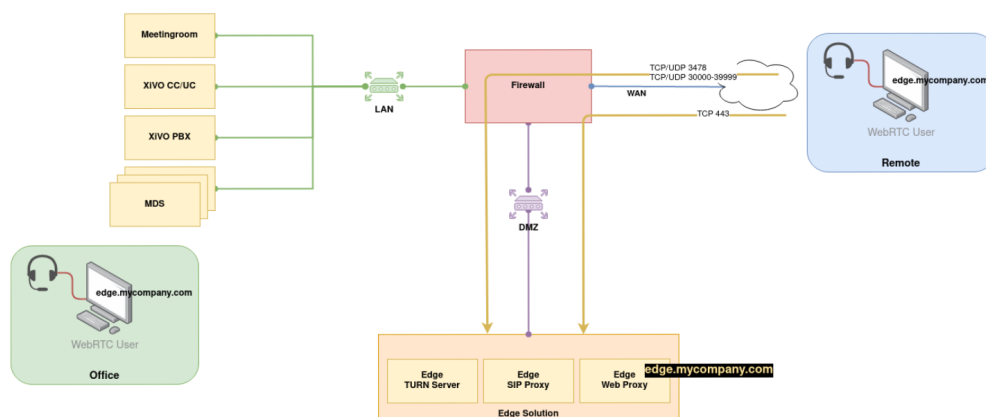 Meetingroom
XiVO CC/UC
XiVO PBX
MDS
LAN
Firewall
TCP/UDP 3478
TCP/UDP 30000-39999
WAN
TCP 443
edge.mycompany.com
WebRTC User
Remote
DMZ
edge.mycompany.com
WebRTC User
Office
Edge
TURN Server
Edge
SIP Proxy
Edge
Web Proxy
edge.mycompany.com
Edge Solution